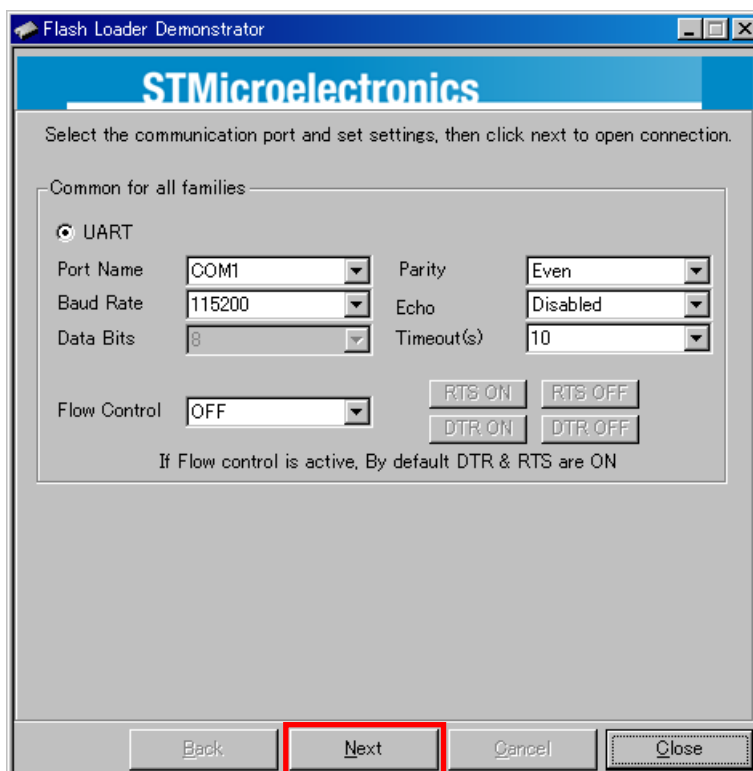 Flash Loader Demonstrator
STMicroelectronics
Select the communication port and set settings, then click next to open connection.
Common for all families
UART
Port Name COM1 Parity Even
Baud Rate 115200 Echo Disabled
Data Bits 8 Timeout(s) 10
RTS ON RTS OFF
Flow Control OFF
DTR ON DTR OFF
If Flow control is active, By default DTR & RTS are ON
Back Next Cancel Close